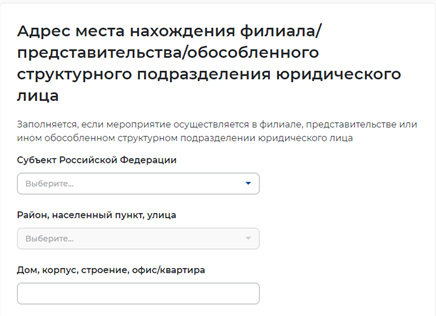 Адрес места нахождения филиала/
представительства/обособленного
структурного подразделения юридического
лица
Заполняется, если мероприятие осуществляется в филиале, представительстве или
ином обособленном структурном подразделении юридического лица
Субъект Российской Федерации
Выберите...
Район, населенный пункт, улица
Выберите...
Дом, корпус, строение, офис/квартира